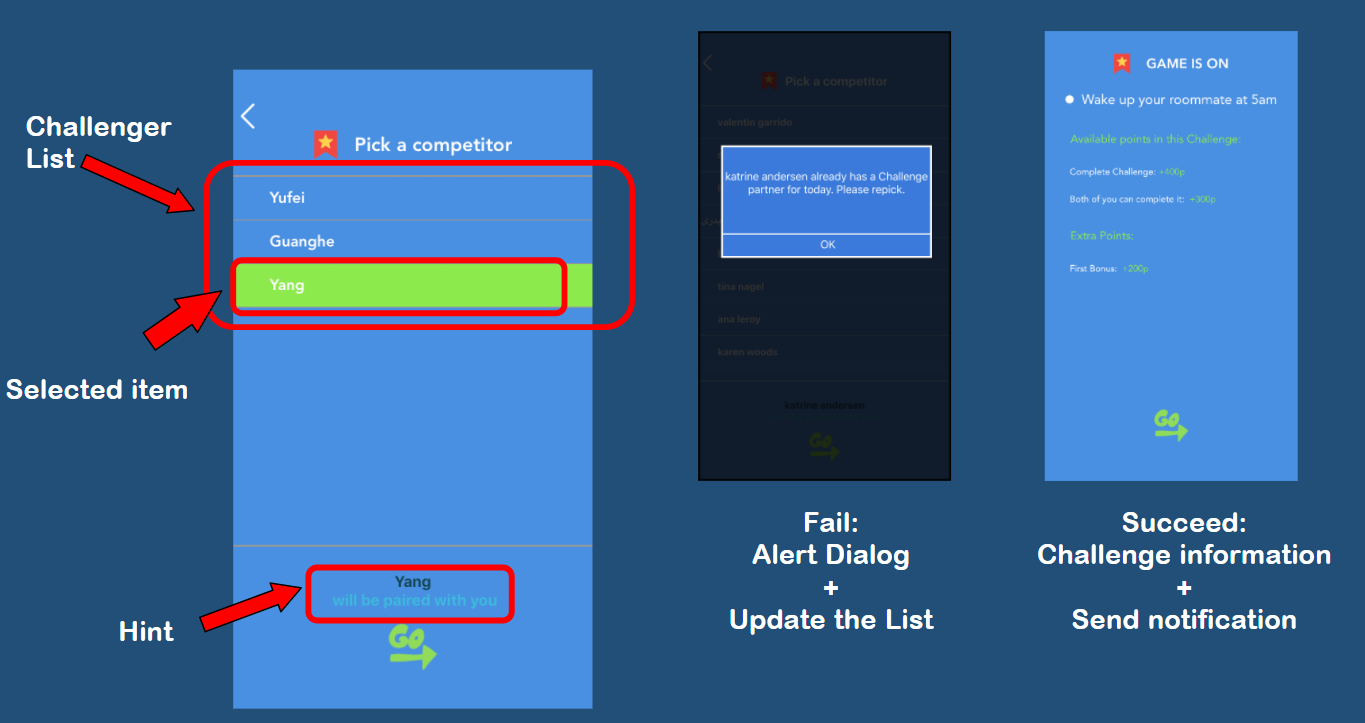 Challenger
List
Pick a competitor
Yufei
Guanghe
Yang
Selected item
Yang
will be paired with you
Hint
GO
Pick a competitor
valentin garrido
katrine andersen already has a Challenge
partner for today. Please repick.
OK
tina nagel
ana leroy
karen woods
katrine andersen
GO
Fail:
Alert Dialog
+
Update the List
GAME IS ON
Wake up your roommate at 5am
Available points in this Challenge:
Complete Challenge: +400p
Both of you can complete it: +300p
Extra Points:
First Bonus: +200p
GO
Succeed:
Challenge information
+
Send notification